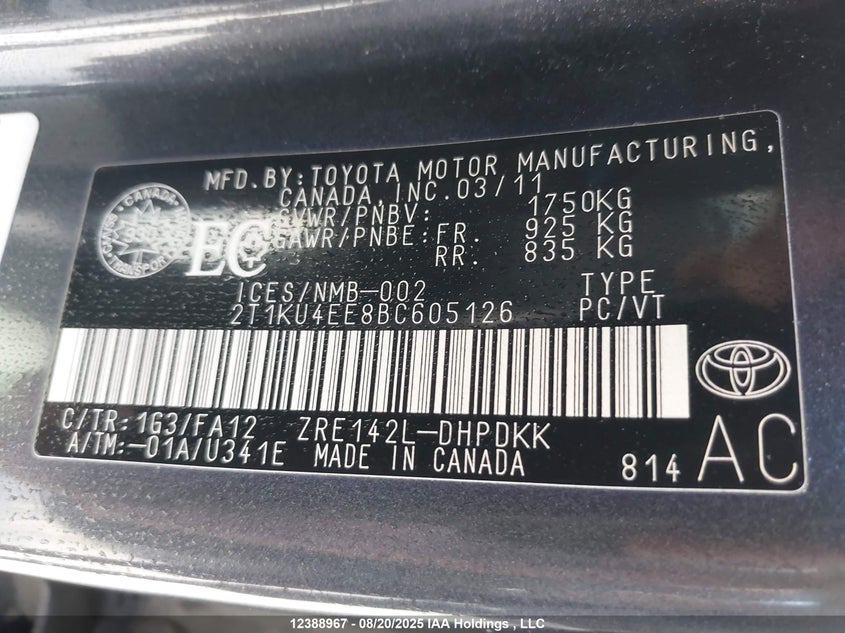 MFD.BY:TOYOTA MOTOR MANUFACTURING,
CANADA, INC.03/11
GVWR/PNBV: 1750KG
GAWR/PNBE:FR. 925 KG
RR. 835 KG
CANADA
TRANSPORT
EC
ICES/NMB-002 TYPE
2T1KU4EE8BC605126 PC/VT
C/TR:1G3/FA12 ZRE142L-DHPDKK
A/TM:-01A/U341E MADE IN CANADA
814 AC
12388967 - 08/20/2025 IAA Holdings , LLC